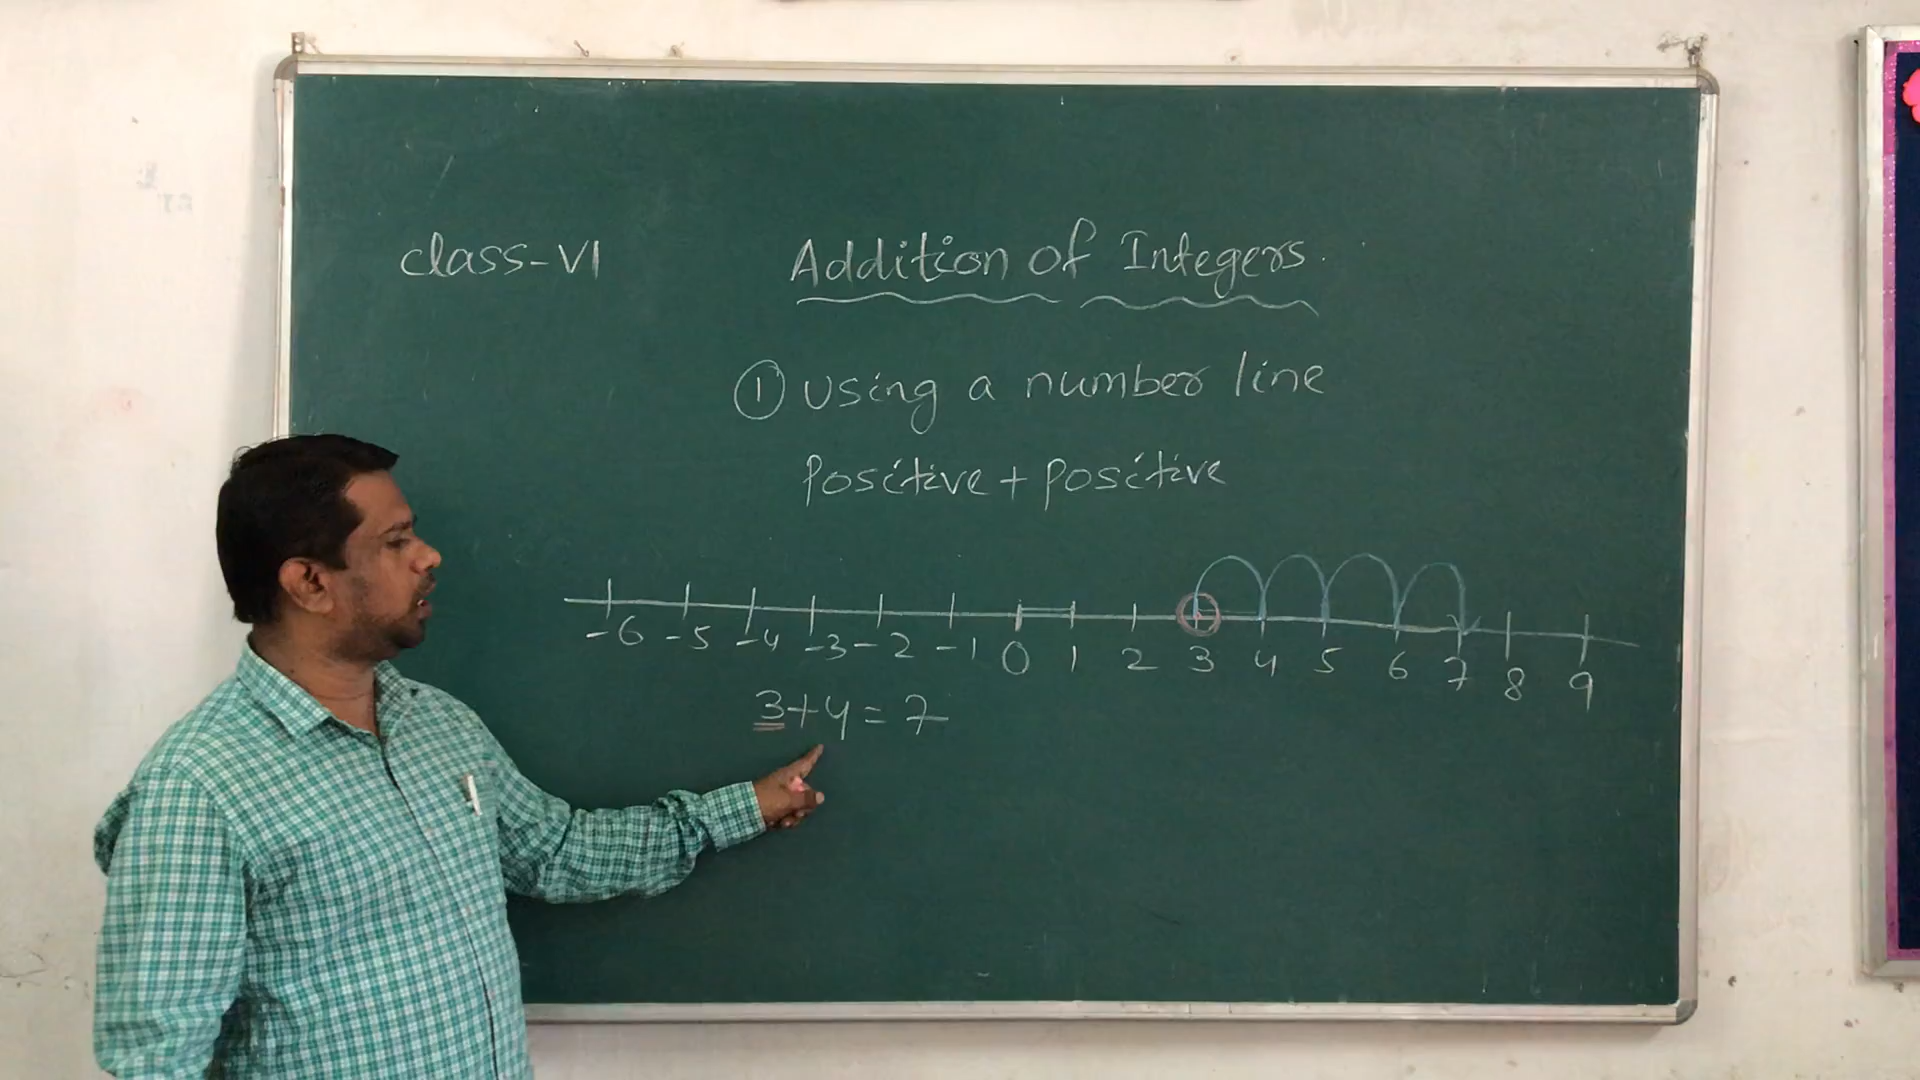 class-VI
Addition of Integers.
① Using a number line
Positive + positive
-6 -5 -4 -3 -2 -1 0 1 2 3 4 5 6 7 8 9
3+4=7